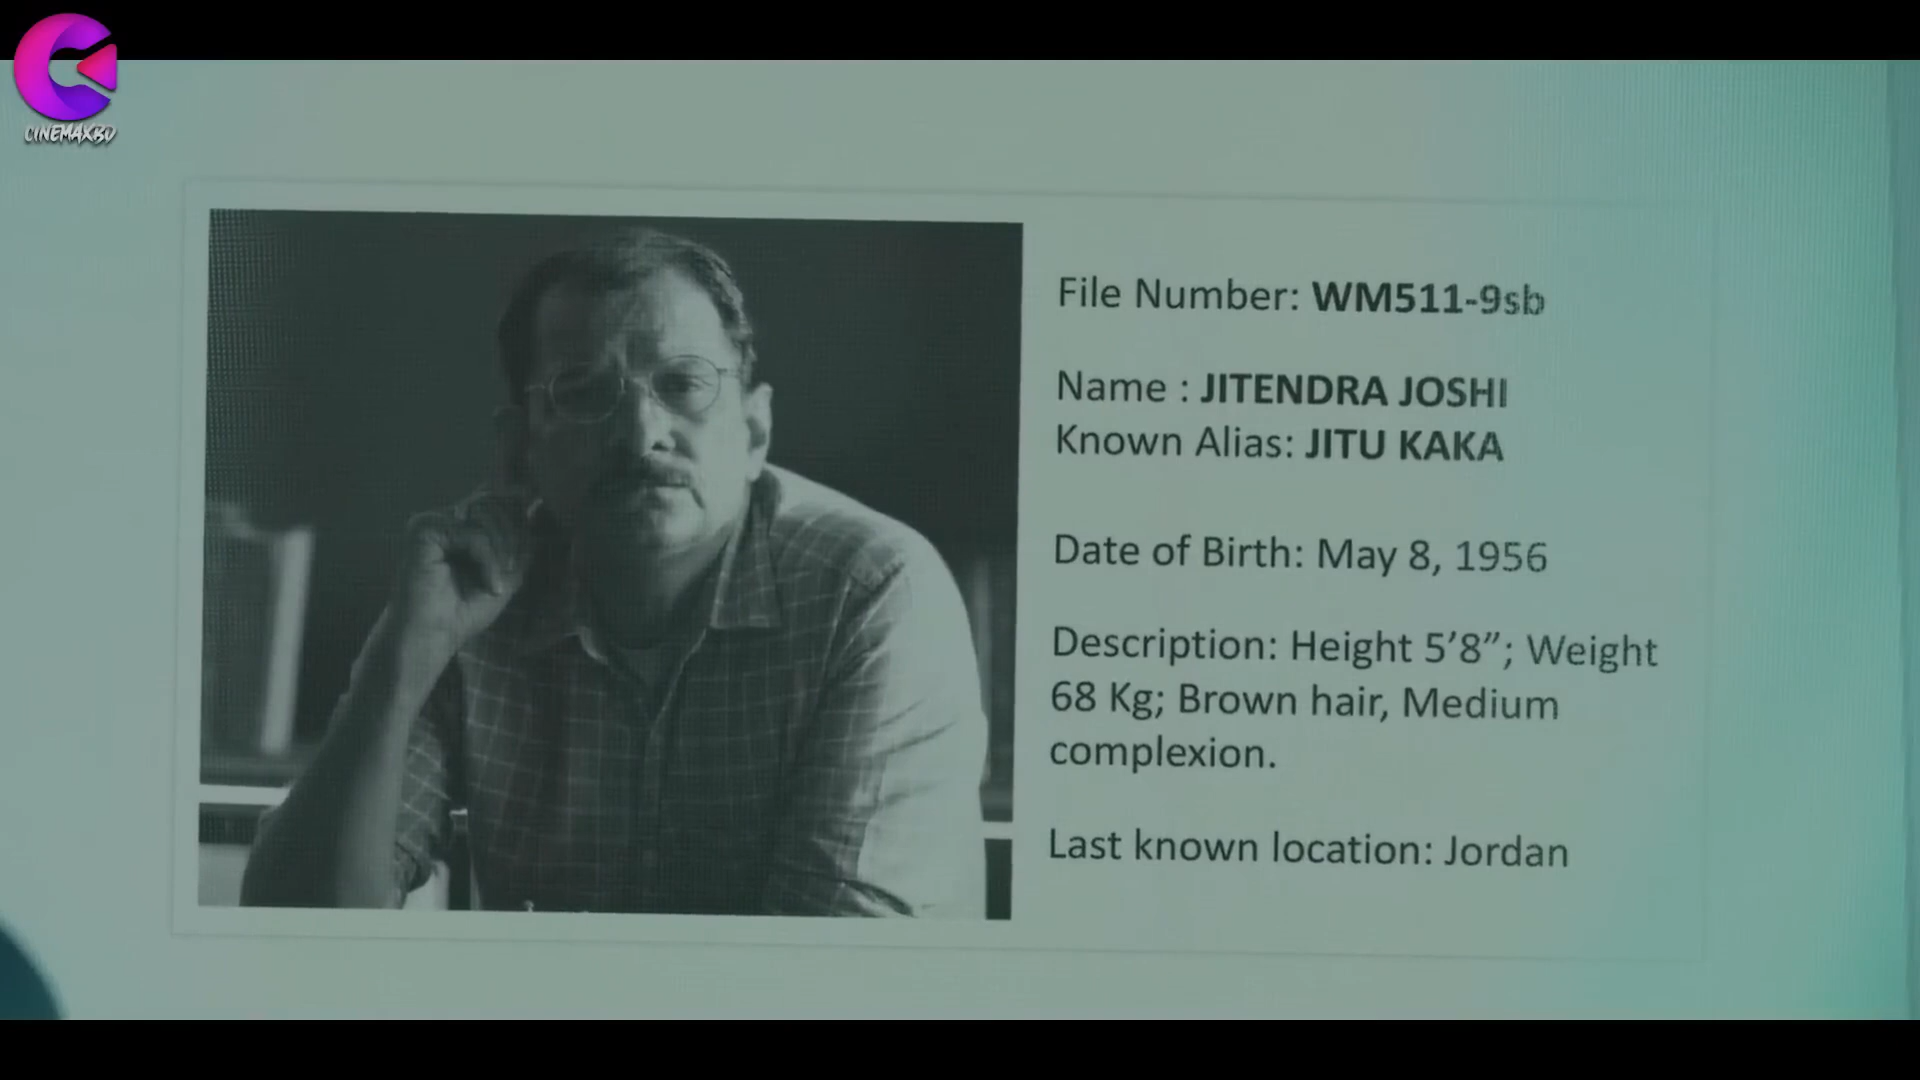 CINEMAXBD
File Number: WM511-9sb
Name : JITENDRA JOSHI
Known Alias: JITU KAKA
Date of Birth: May 8, 1956
Description: Height 5’8”; Weight
68 Kg; Brown hair, Medium
complexion.
Last known location: Jordan